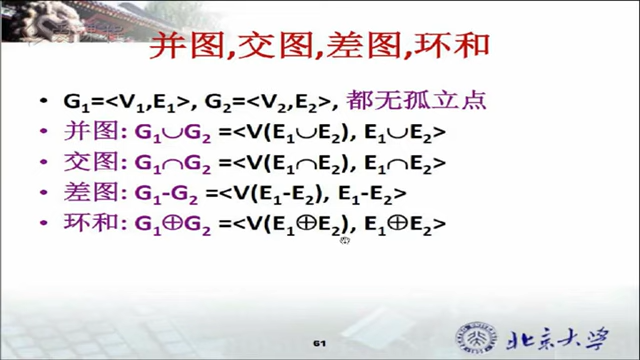 并图,交图,差图,环和
• G₁=<V₁,E₁>, G₂=<V₂,E₂>, 都无孤立点
• 并图: G₁∪G₂ =<V(E₁∪E₂), E₁∪E₂>
• 交图: G₁∩G₂ =<V(E₁∩E₂), E₁∩E₂>
• 差图: G₁-G₂ =<V(E₁-E₂), E₁-E₂>
• 环和: G₁⊕G₂ =<V(E₁⊕E₂), E₁⊕E₂>
61
北京大学